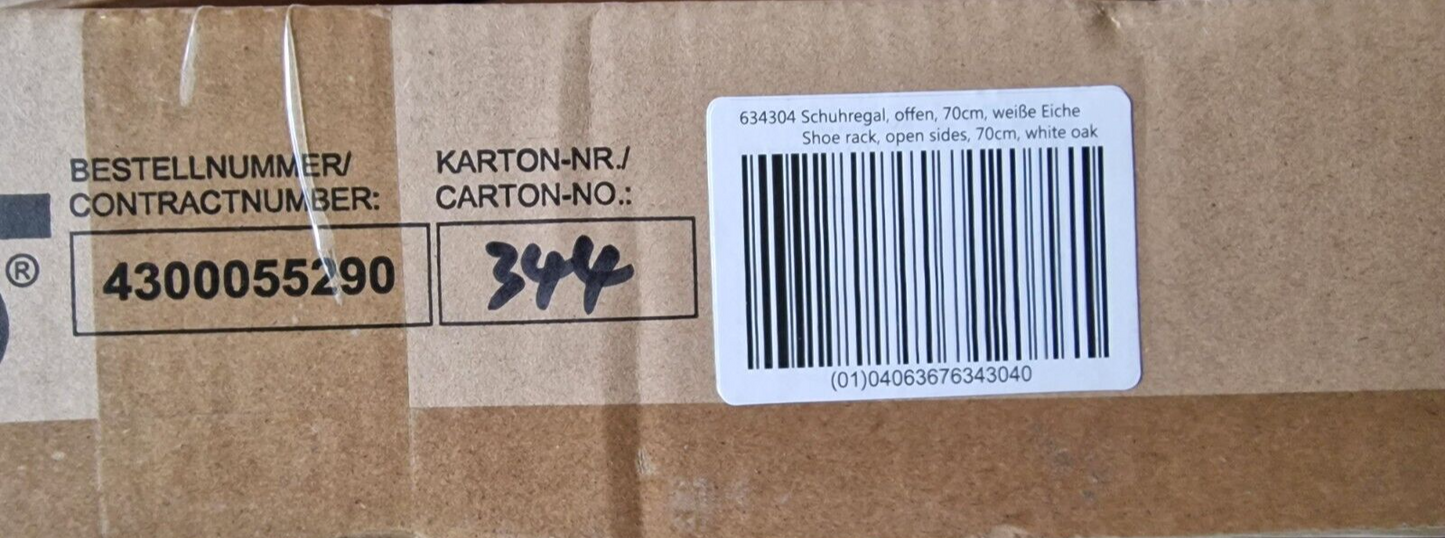 BESTELLNUMMER/
CONTRACTNUMBER:
4300055290
KARTON-NR./
CARTON-NO.:
344
®
634304 Schuhregal, offen, 70cm, weiße Eiche
Shoe rack, open sides, 70cm, white oak
(01)04063676343040